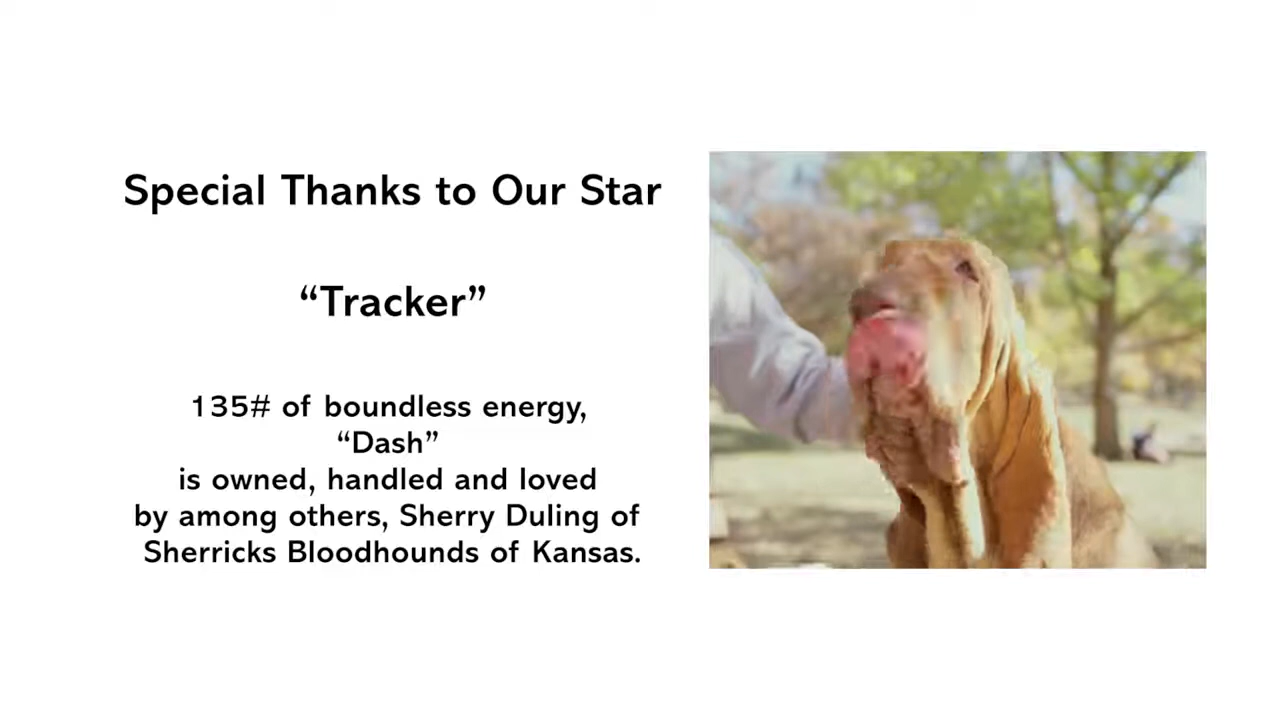 Special Thanks to Our Star
“Tracker”
135# of boundless energy,
“Dash”
is owned, handled and loved
by among others, Sherry Duling of
Sherricks Bloodhounds of Kansas.